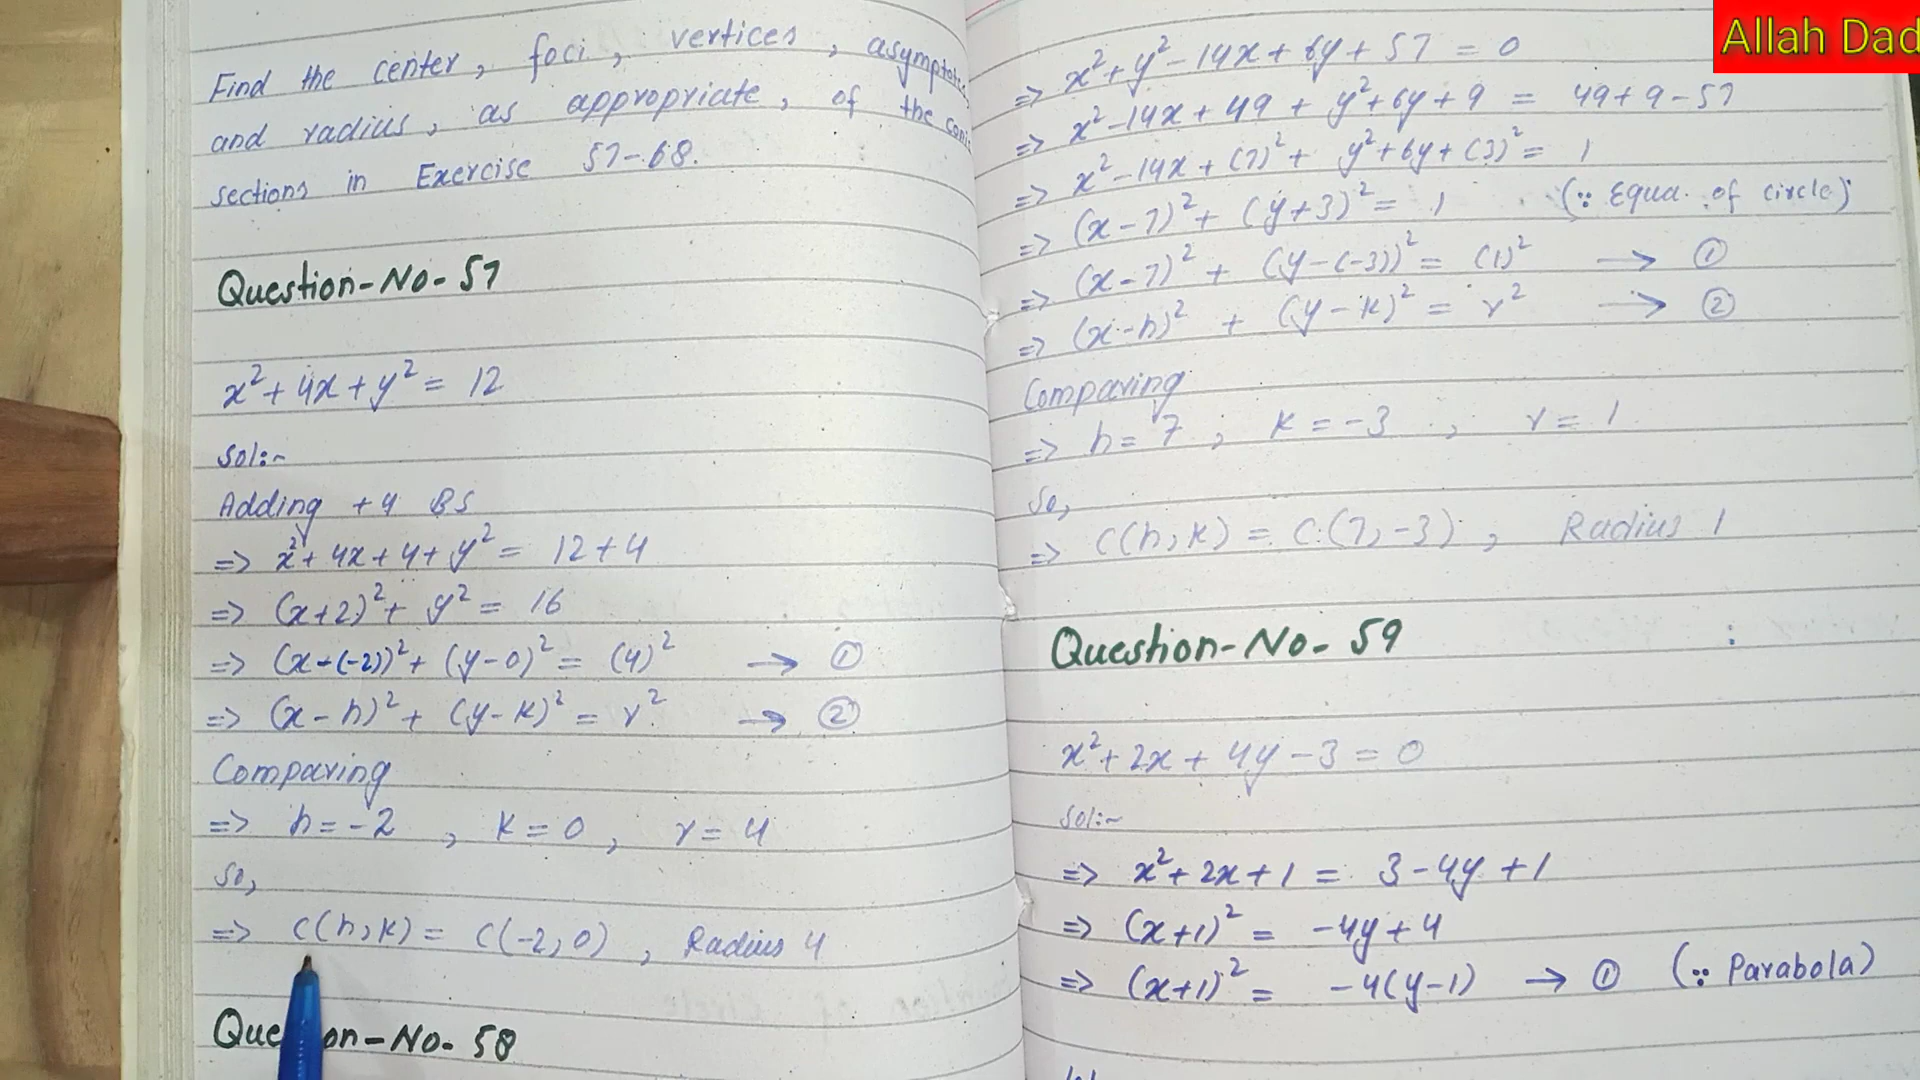 Find the center, foci, vertices, asymptotes
and radius, as appropriate, of the conic
sections in Exercise 57-68.
Question-No-57
x²+4x+y² = 12
Sol:-
Adding +4 BS
=> x²+4x+4+y² = 12+4
=> (x+2)²+ y² = 16
=> (x-(-2))²+ (y-0)² = (4)² → ①
=> (x-h)²+ (y-k)² = r² → ②
Comparing
=> h=-2 , k=0 , r=4
So,
=> C(h,k) = C(-2,0) , Radius 4
Question-No-58
=> x²+y²-14x+6y+57 = 0
=> x²-14x+49 + y²+6y+9 = 49+9-57
=> x²-14x+(7)²+ y²+6y+(3)² = 1
=> (x-7)²+ (y+3)² = 1 (∵ Equa. of circle)
=> (x-7)² + (y-(-3))² = (1)² → ①
=> (x-h)² + (y-k)² = r² → ②
Comparing
=> h=7 , k=-3 , r=1
So,
=> C(h,k) = C(7,-3) , Radius 1
Question-No-59
x²+2x+4y-3=0
Sol:-
=> x²+2x+1 = 3-4y+1
=> (x+1)² = -4y+4
=> (x+1)² = -4(y-1) → ① (∵ Parabola)
Allah Dad